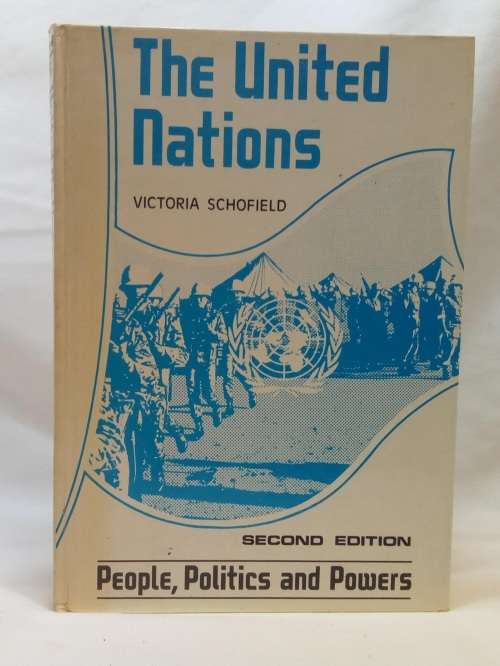 The United
Nations
VICTORIA SCHOFIELD
SECOND EDITION
People, Politics and Powers